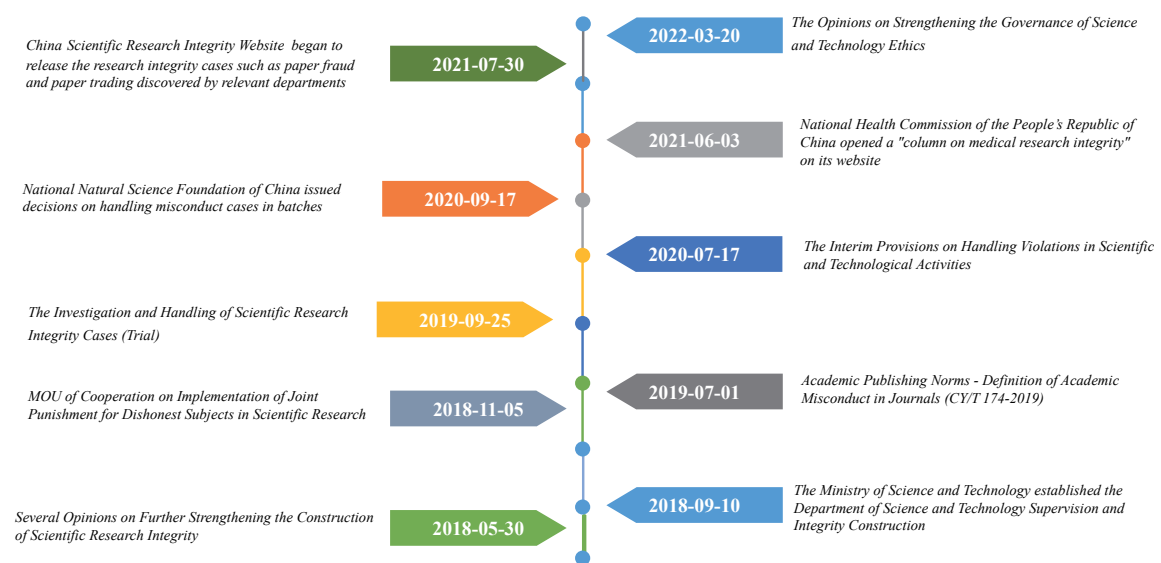 2022-03-20
The Opinions on Strengthening the Governance of Science
and Technology Ethics
China Scientific Research Integrity Website began to
release the research integrity cases such as paper fraud
and paper trading discovered by relevant departments
2021-07-30
2021-06-03
National Health Commission of the People’s Republic of
China opened a "column on medical research integrity"
on its website
National Natural Science Foundation of China issued
decisions on handling misconduct cases in batches
2020-09-17
2020-07-17
The Interim Provisions on Handling Violations in Scientific
and Technological Activities
The Investigation and Handling of Scientific Research
Integrity Cases (Trial)
2019-09-25
2019-07-01
Academic Publishing Norms - Definition of Academic
Misconduct in Journals (CY/T 174-2019)
MOU of Cooperation on Implementation of Joint
Punishment for Dishonest Subjects in Scientific Research
2018-11-05
2018-09-10
The Ministry of Science and Technology established the
Department of Science and Technology Supervision and
Integrity Construction
Several Opinions on Further Strengthening the Construction
of Scientific Research Integrity
2018-05-30